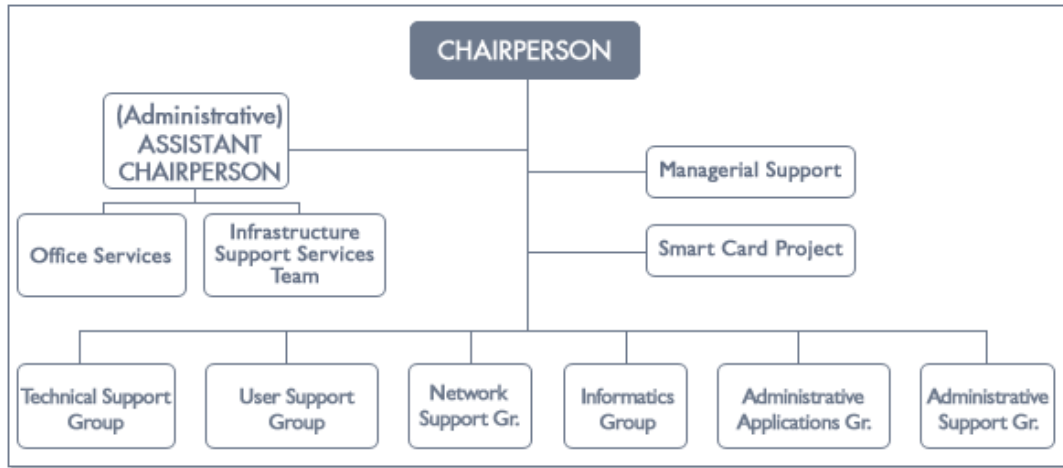 CHAIRPERSON
(Administrative)
ASSISTANT
CHAIRPERSON
Managerial Support
Office Services
Infrastructure
Support Services
Team
Smart Card Project
Technical Support
Group
User Support
Group
Network
Support Gr.
Informatics
Group
Administrative
Applications Gr.
Administrative
Support Gr.